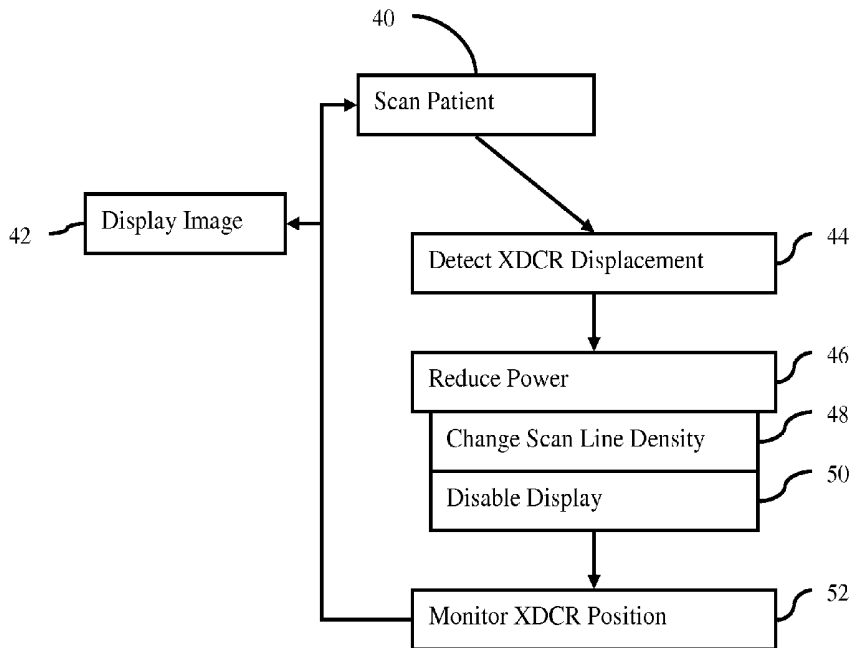 40
Scan Patient
42
Display Image
Detect XDCR Displacement
44
Reduce Power
46
Change Scan Line Density
48
Disable Display
50
Monitor XDCR Position
52